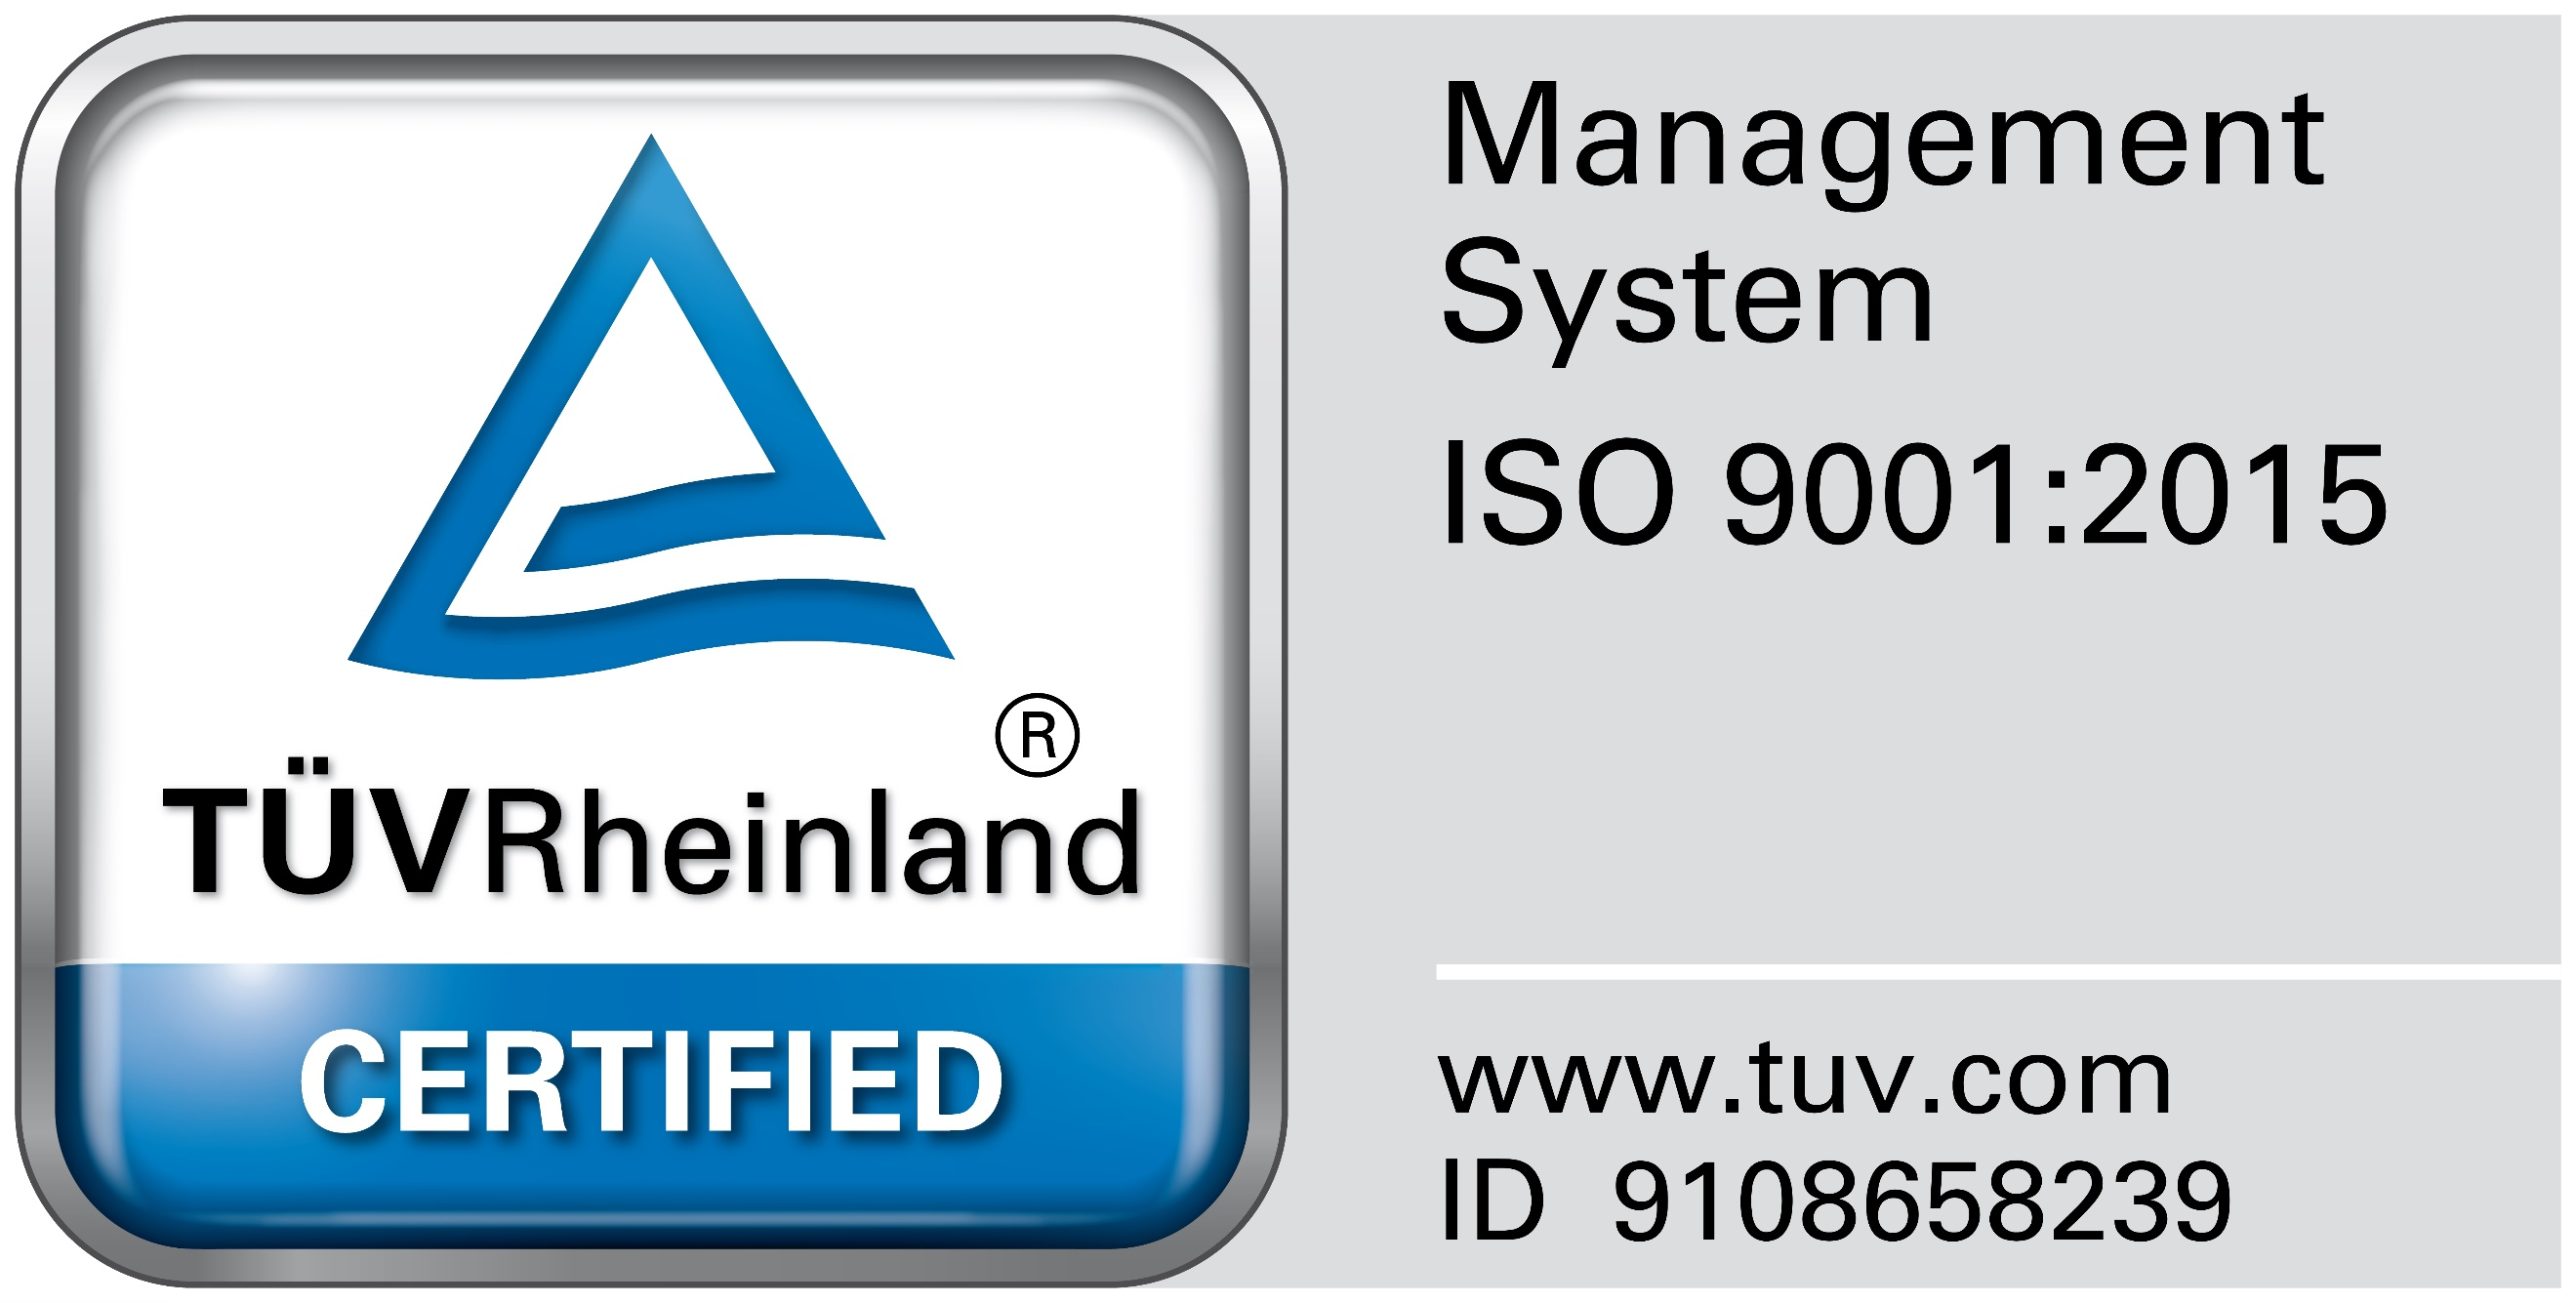 ®
TÜVRheinland
CERTIFIED
Management
System
ISO 9001:2015
www.tuv.com
ID 9108658239